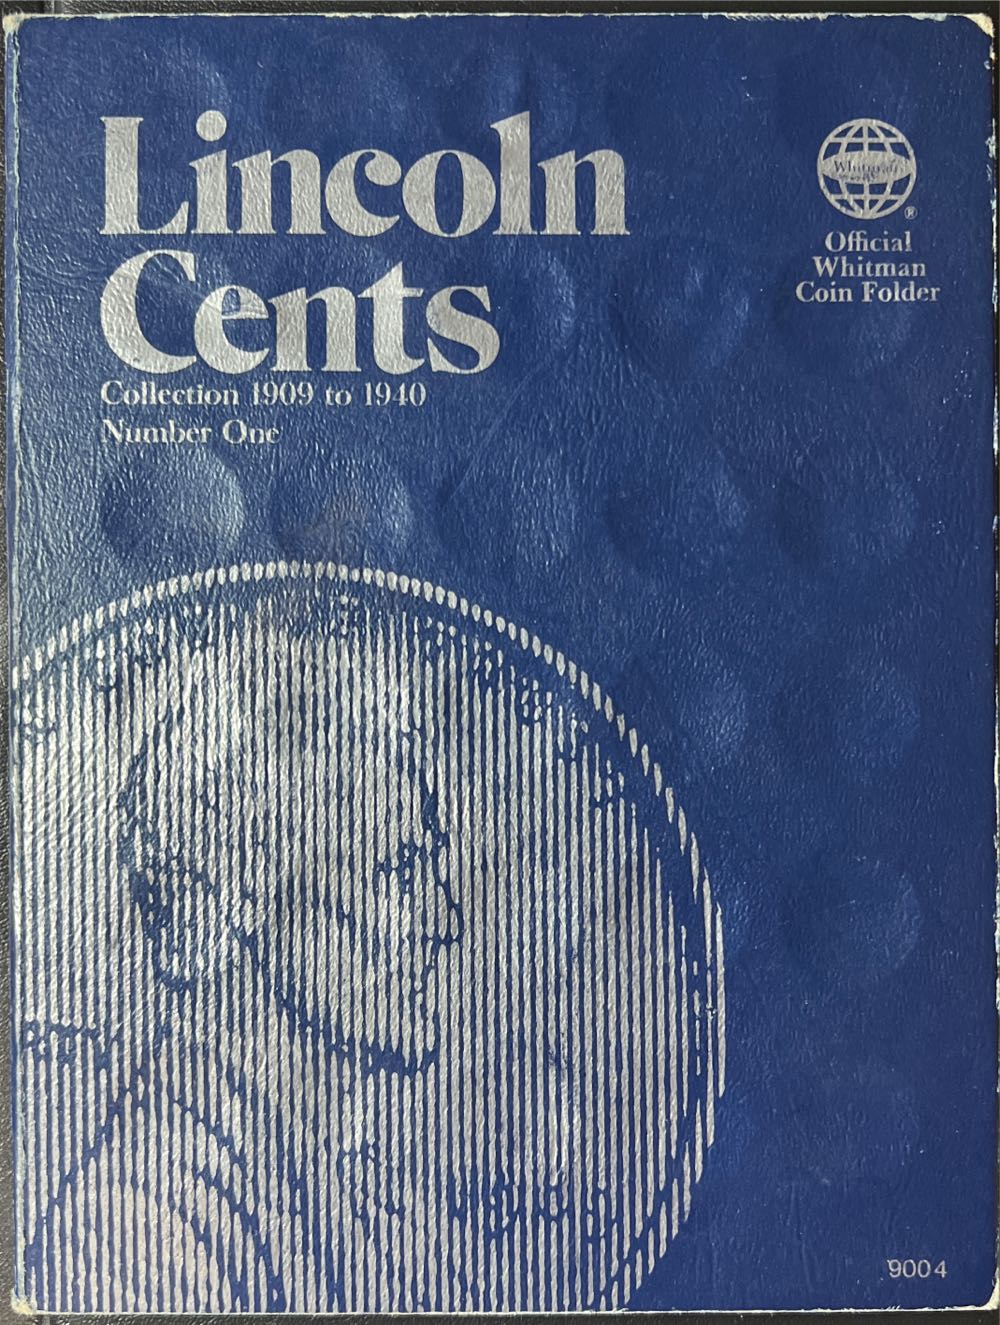 Lincoln
Cents
Collection 1909 to 1940
Number One
Whitman
®
Official
Whitman
Coin Folder
9004